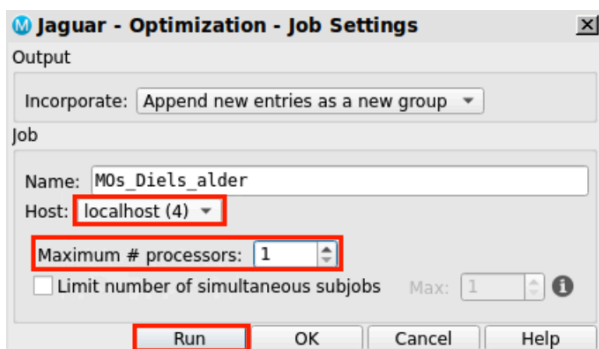 Jaguar - Optimization - Job Settings
Output
Incorporate: Append new entries as a new group
Job
Name: MOs_Diels_alder
Host: localhost (4)
Maximum # processors: 1
Limit number of simultaneous subjobs Max: 1
Run OK Cancel Help